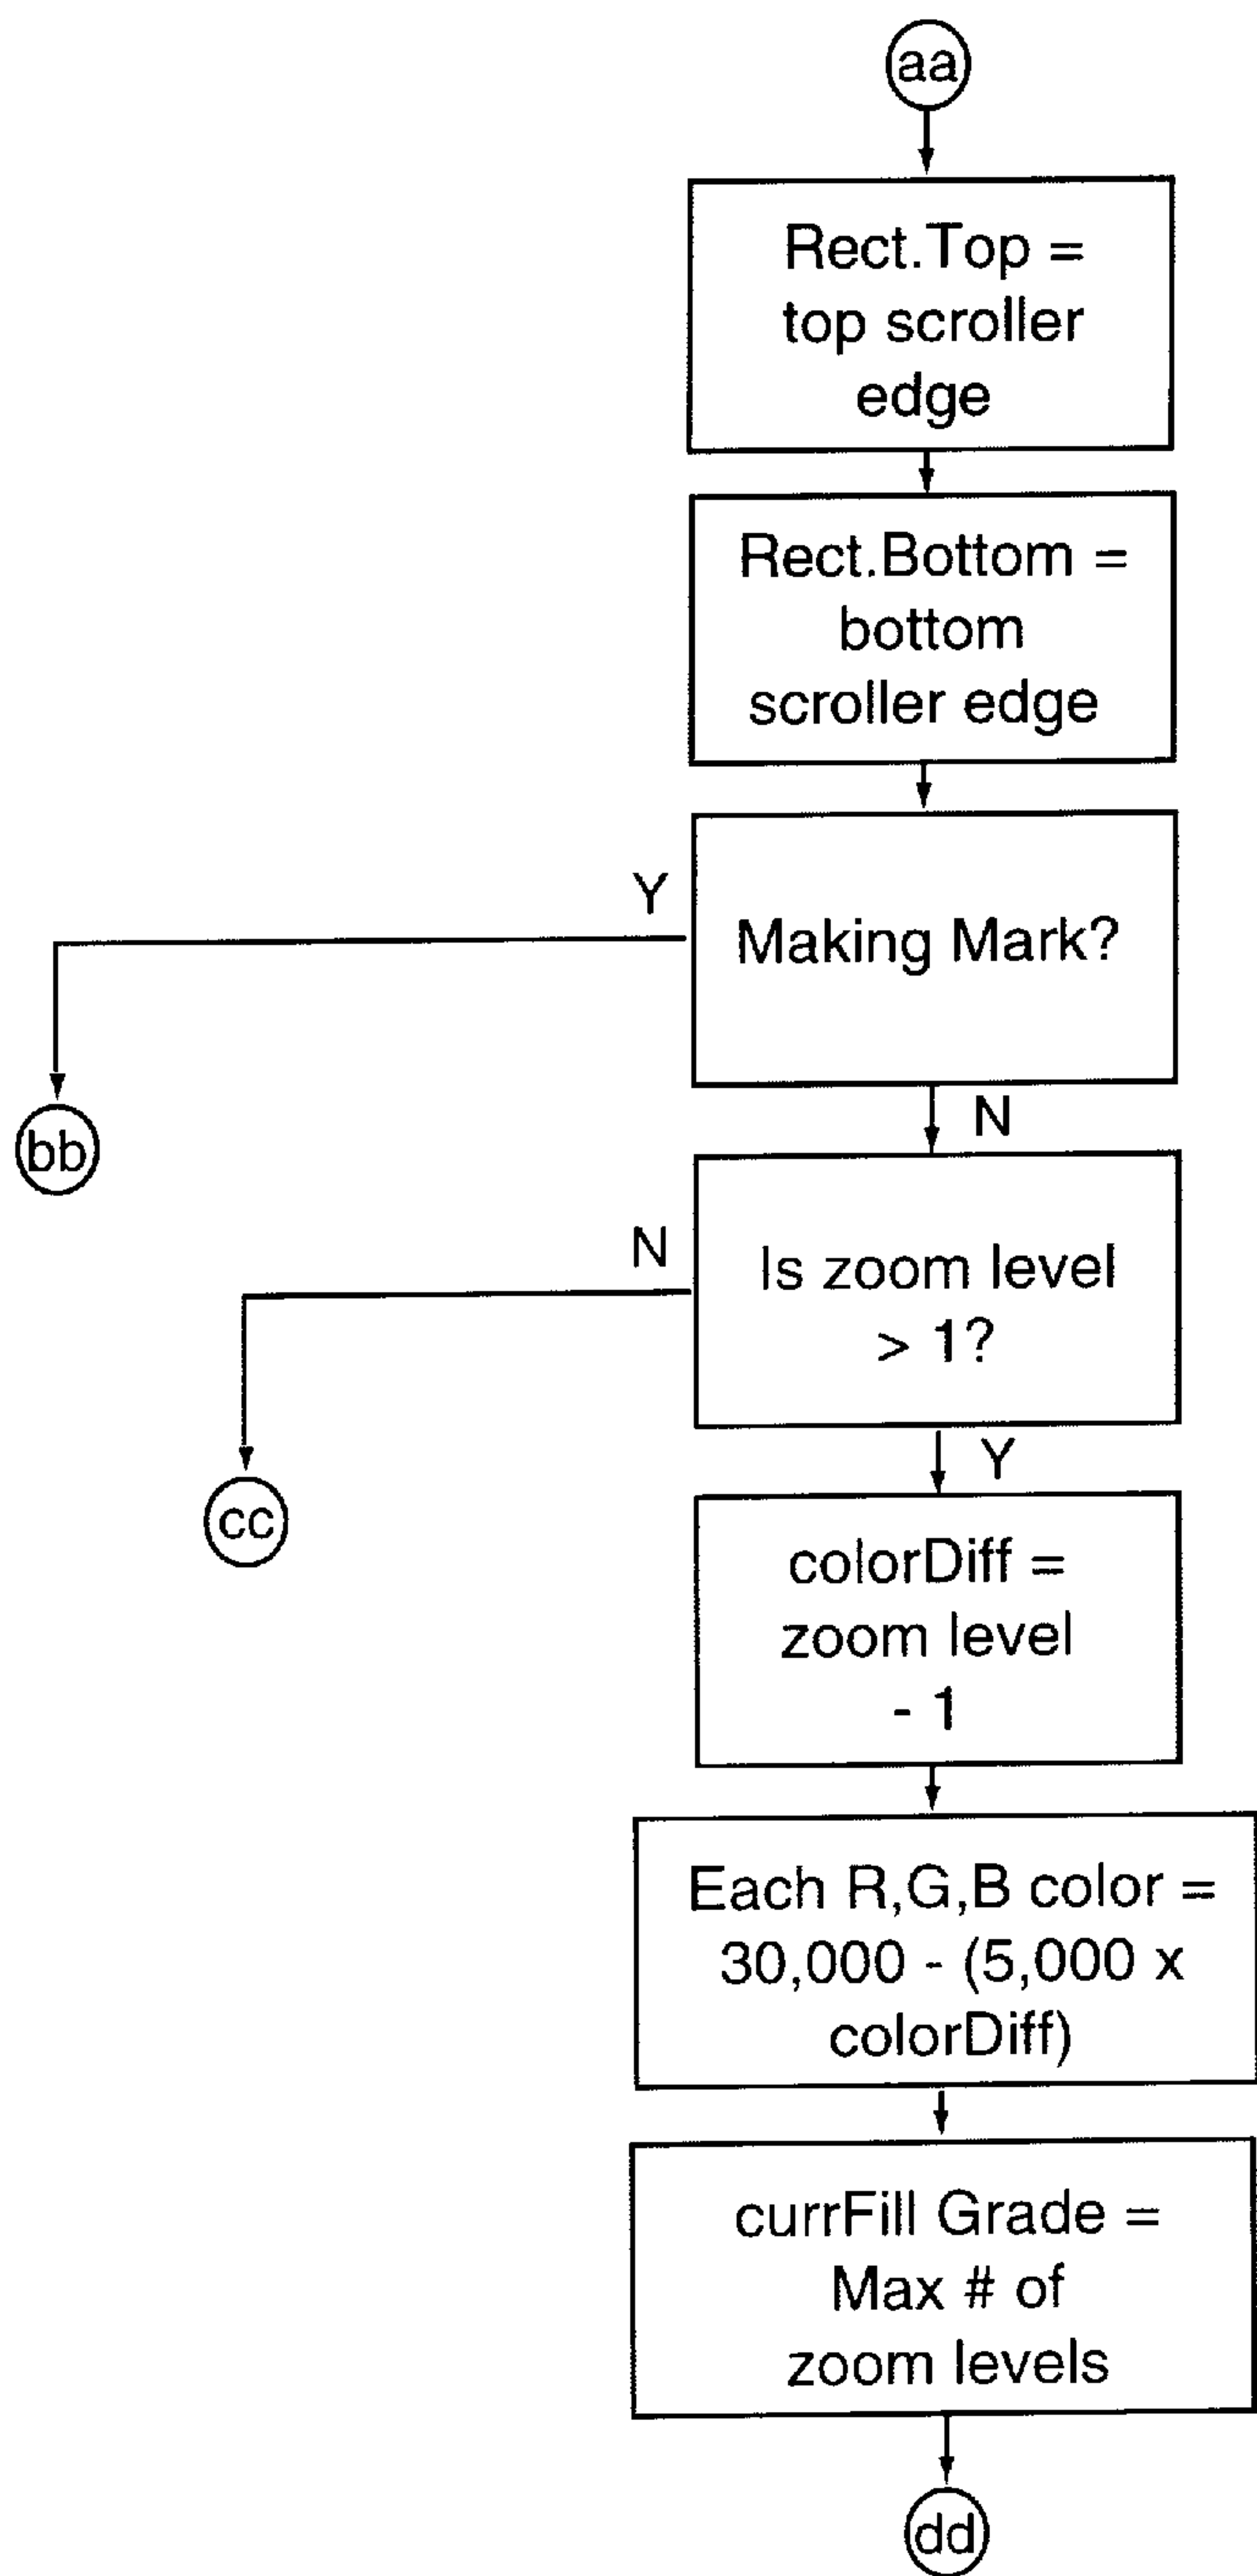 aa
Rect.Top =
top scroller
edge
Rect.Bottom =
bottom
scroller edge
Y
Making Mark?
bb
N
N
Is zoom level
> 1?
Y
cc
colorDiff =
zoom level
- 1
Each R,G,B color =
30,000 - (5,000 x
colorDiff)
currFill Grade =
Max # of
zoom levels
dd